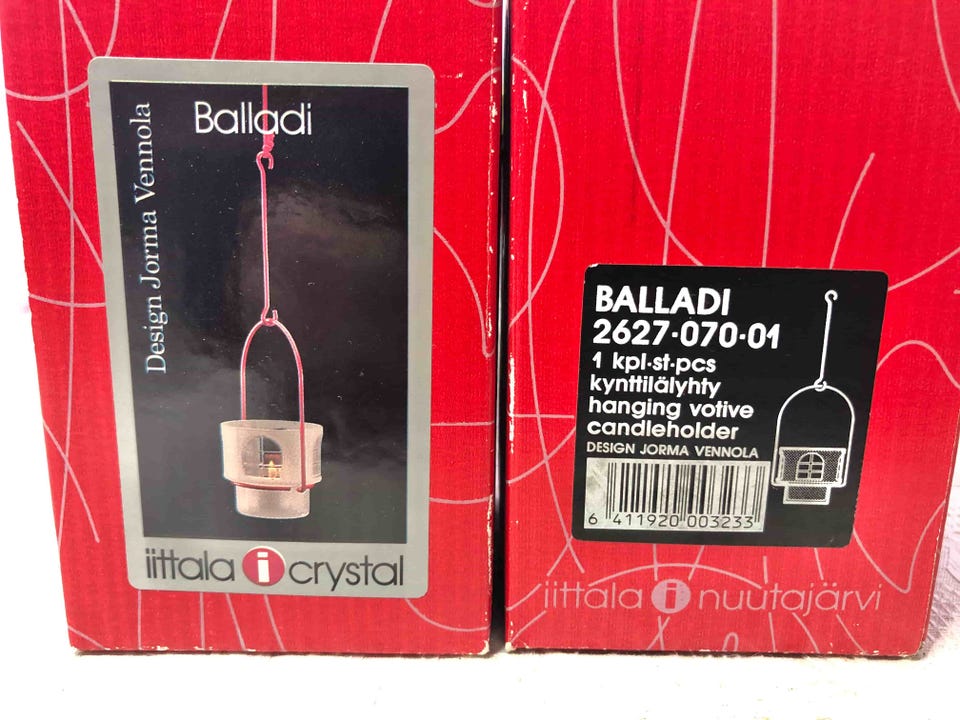 Balladi
Design Jorma Vennola
iittala i crystal
BALLADI
2627·070·01
1 kpl·st·pcs
kynttilälyhty
hanging votive
candleholder
DESIGN JORMA VENNOLA
6 411920 003233
iittala i nuutajärvi